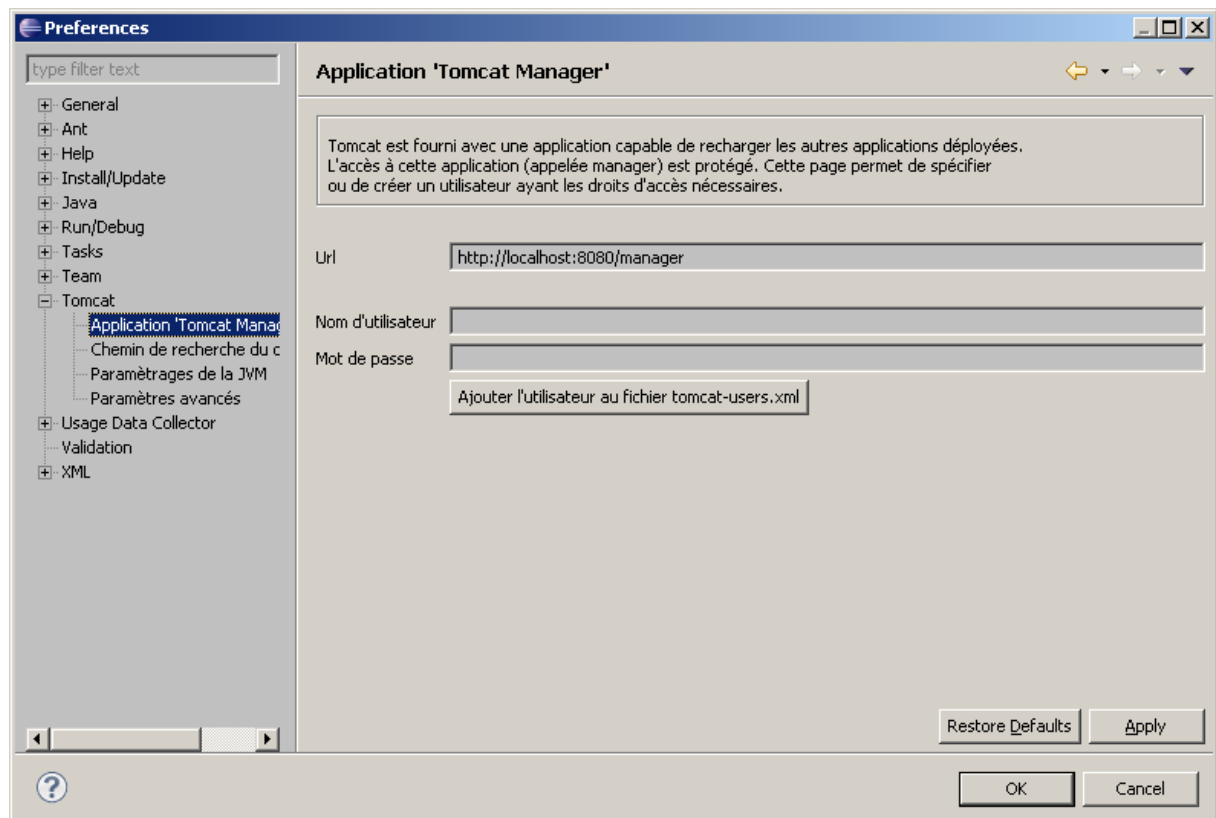 Preferences
type filter text
General
Ant
Help
Install/Update
Java
Run/Debug
Tasks
Team
Tomcat
Application 'Tomcat Manag
Chemin de recherche du c
Paramètrages de la JVM
Paramètres avancés
Usage Data Collector
Validation
XML
Application 'Tomcat Manager'
Tomcat est fourni avec une application capable de recharger les autres applications déployées.
L'accès à cette application (appelée manager) est protégé. Cette page permet de spécifier
ou de créer un utilisateur ayant les droits d'accès nécessaires.
Url
http://localhost:8080/manager
Nom d'utilisateur
Mot de passe
Ajouter l'utilisateur au fichier tomcat-users.xml
Restore Defaults
Apply
?
OK
Cancel